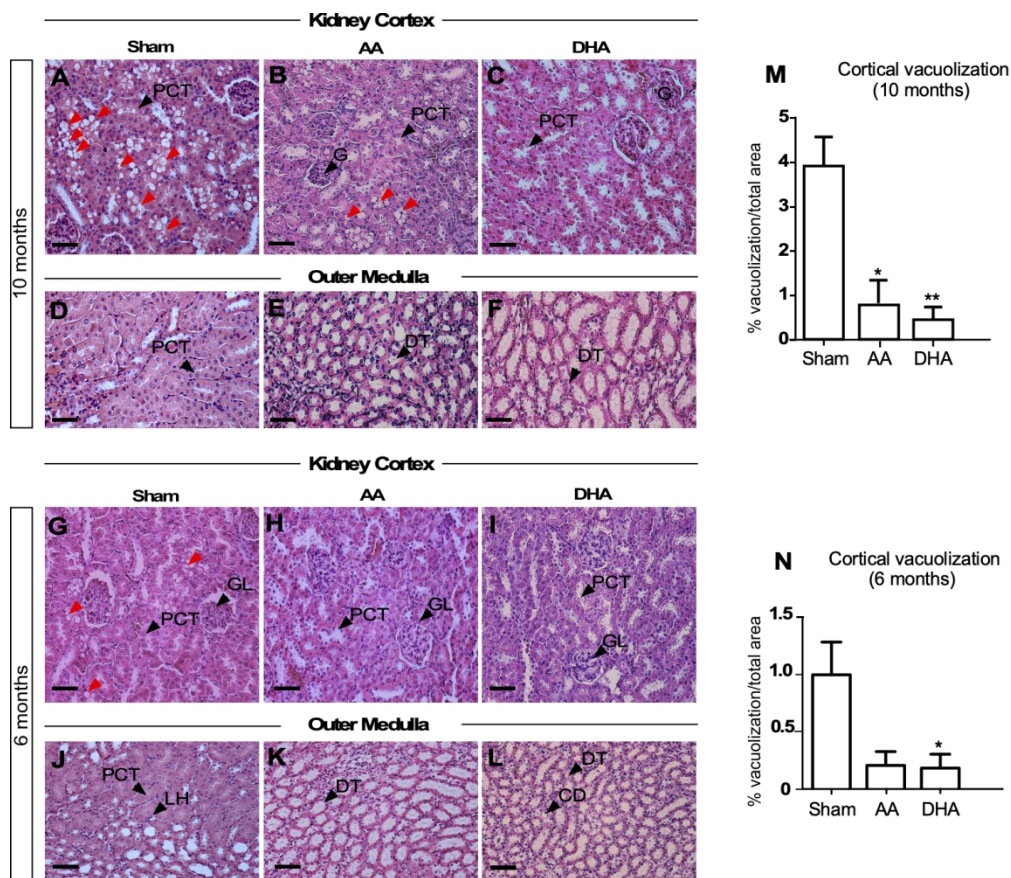 Kidney Cortex
Sham AA DHA
10 months
A PCT
B PCT G
C PCT G
Outer Medulla
D PCT
E DT
F DT
M Cortical vacuolization
(10 months)
% vacuolization/total area
5
4
3
2
1
0
*
**
Sham AA DHA
Kidney Cortex
Sham AA DHA
6 months
G GL PCT
H PCT GL
I PCT GL
Outer Medulla
J PCT LH
K DT
L DT CD
N Cortical vacuolization
(6 months)
% vacuolization/total area
1.5
1.0
0.5
0
*
Sham AA DHA